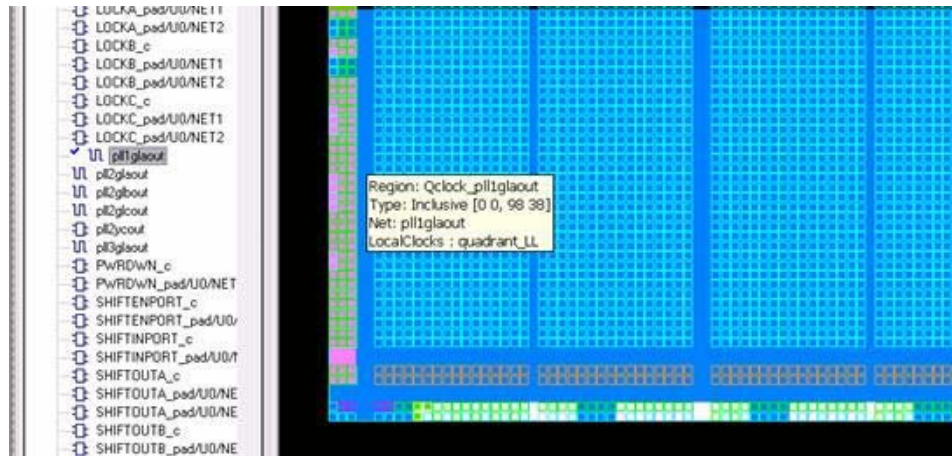 LOCKA_pad/U0/NET1
LOCKA_pad/U0/NET2
LOCKB_c
LOCKB_pad/U0/NET1
LOCKB_pad/U0/NET2
LOCKC_c
LOCKC_pad/U0/NET1
LOCKC_pad/U0/NET2
pll1glaout
pll2glaout
pll2glbout
pll2glcout
pll2ycout
pll3glaout
PWRDWN_c
PWRDWN_pad/U0/NET
SHIFTENPORT_c
SHIFTENPORT_pad/U0/
SHIFTINPORT_c
SHIFTINPORT_pad/U0/
SHIFTOUTA_c
SHIFTOUTA_pad/U0/NE
SHIFTOUTA_pad/U0/NE
SHIFTOUTB_c
SHIFTOUTB_pad/U0/NE
Region: Qclock_pll1glaout
Type: Inclusive [0 0, 98 38]
Net: pll1glaout
LocalClocks : quadrant_LL